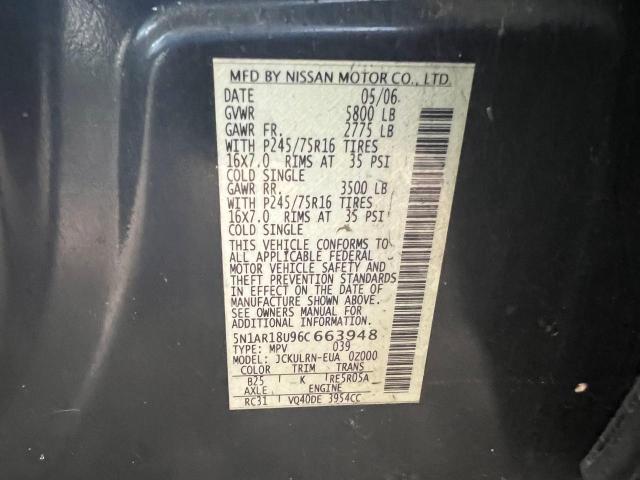 MFD BY NISSAN MOTOR CO., LTD.
DATE 05/06
GVWR 5800 LB
GAWR FR. 2775 LB
WITH P245/75R16 TIRES
16X7.0 RIMS AT 35 PSI
COLD SINGLE
GAWR RR. 3500 LB
WITH P245/75R16 TIRES
16X7.0 RIMS AT 35 PSI
COLD SINGLE
THIS VEHICLE CONFORMS TO
ALL APPLICABLE FEDERAL
MOTOR VEHICLE SAFETY AND
THEFT PREVENTION STANDARDS
IN EFFECT ON THE DATE OF
MANUFACTURE SHOWN ABOVE.
SEE OWNERS MANUAL FOR
ADDITIONAL INFORMATION.
5N1AR18U96C663948
TYPE: MPV 039
MODEL: JCKULRN-EUA 0Z000
COLOR TRIM TRANS
B25 K RE5R05A
AXLE ENGINE
RC31 VQ40DE 3954CC